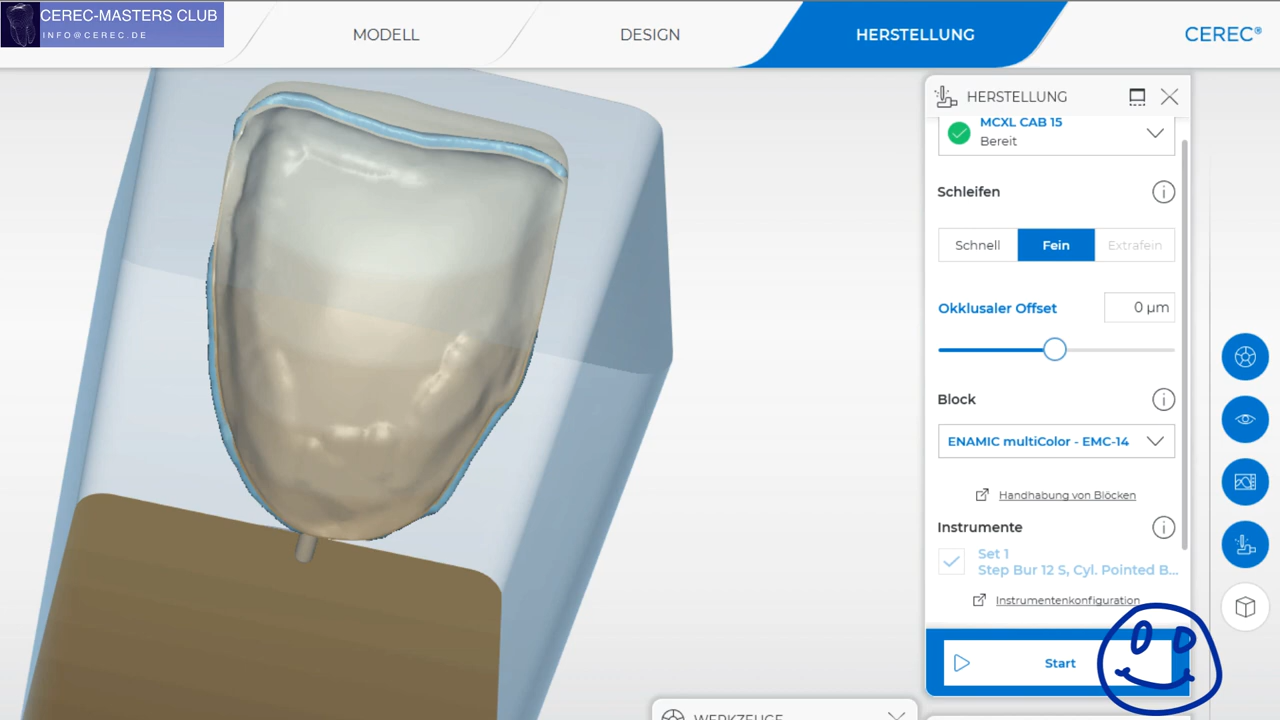 CEREC-MASTERS CLUB
INFO@CEREC.DE
MODELL
DESIGN
HERSTELLUNG
CEREC®
HERSTELLUNG
MCXL CAB 15
Bereit
Schleifen
Schnell
Fein
Extrafein
Okklusaler Offset
0 µm
Block
ENAMIC multiColor - EMC-14
Handhabung von Blöcken
Instrumente
Set 1
Step Bur 12 S, Cyl. Pointed B...
Instrumentenkonfiguration
Start
WERKZEUGE